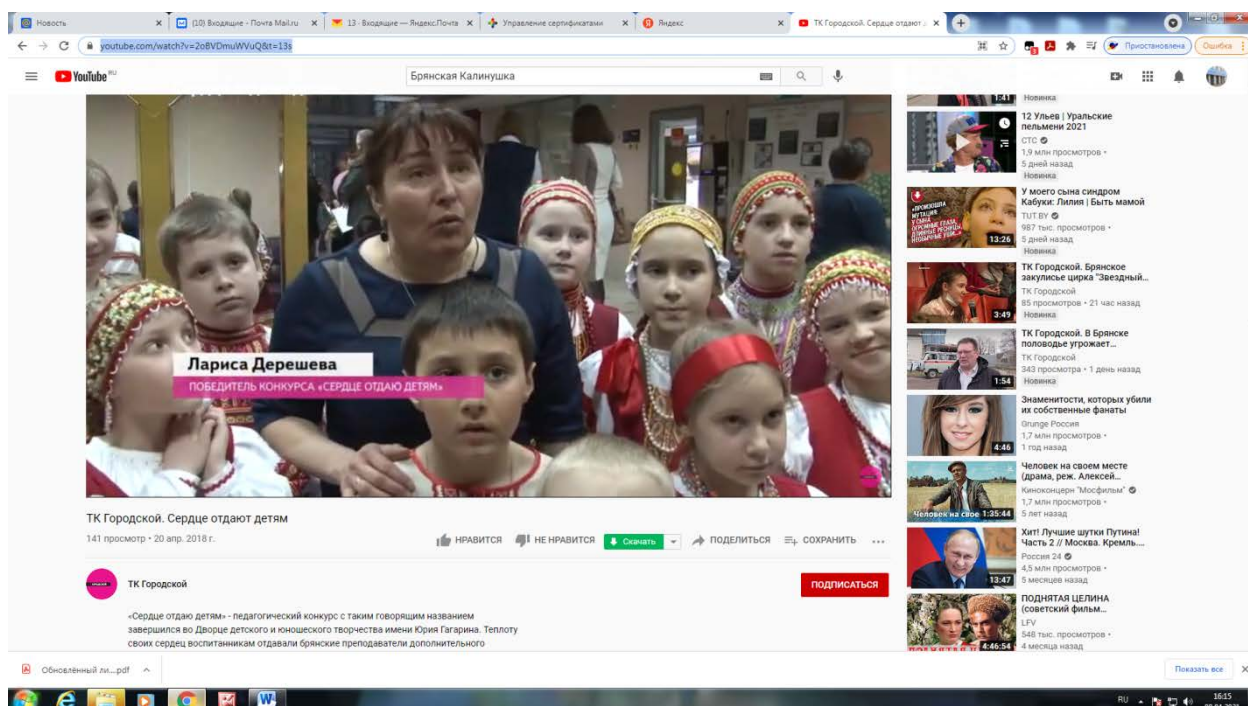 Новость
(10) Входящие - Почта Mail.ru
13 · Входящие — Яндекс.Почта
Управление сертификатами
Яндекс
ТК Городской. Сердце отдают
youtube.com/watch?v=2oBVDmuWVuQ&t=13s
Приостановлена
Ошибка
YouTube RU
Брянская Калинушка
Лариса Дерешева
ПОБЕДИТЕЛЬ КОНКУРСА «СЕРДЦЕ ОТДАЮ ДЕТЯМ»
ТК Городской. Сердце отдают детям
141 просмотр • 20 апр. 2018 г.
НРАВИТСЯ
НЕ НРАВИТСЯ
Скачать
ПОДЕЛИТЬСЯ
СОХРАНИТЬ
ТК Городской
ПОДПИСАТЬСЯ
«Сердце отдаю детям» - педагогический конкурс с таким говорящим названием
завершился во Дворце детского и юношеского творчества имени Юрия Гагарина. Теплоту
своих сердец воспитанникам отдавали брянские преподаватели дополнительного
1:41
Новинка
12 Ульев | Уральские
пельмени 2021
СТС
1,9 млн просмотров •
5 дней назад
Новинка
13:26
У моего сына синдром
Кабуки: Лилия | Быть мамой
TUT.BY
987 тыс. просмотров •
5 дней назад
Новинка
3:49
ТК Городской. Брянское
закулисье цирка "Звездный...
ТК Городской
85 просмотров • 21 час назад
Новинка
1:54
ТК Городской. В Брянске
половодье угрожает...
ТК Городской
343 просмотра • 1 день назад
Новинка
4:46
Знаменитости, которых убили
их собственные фанаты
Grunge Россия
1,7 млн просмотров •
1 год назад
Человек на свое
1:35:44
Человек на своем месте
(драма, реж. Алексей...
Киноконцерн "Мосфильм"
1,7 млн просмотров •
5 лет назад
13:47
Хит! Лучшие шутки Путина!
Часть 2 // Москва. Кремль....
Россия 24
4,5 млн просмотров •
5 месяцев назад
4:46:54
ПОДНЯТАЯ ЦЕЛИНА
(советский фильм...
LFV
548 тыс. просмотров •
4 месяца назад
Обновленный ли....pdf
Показать все
RU
16:15